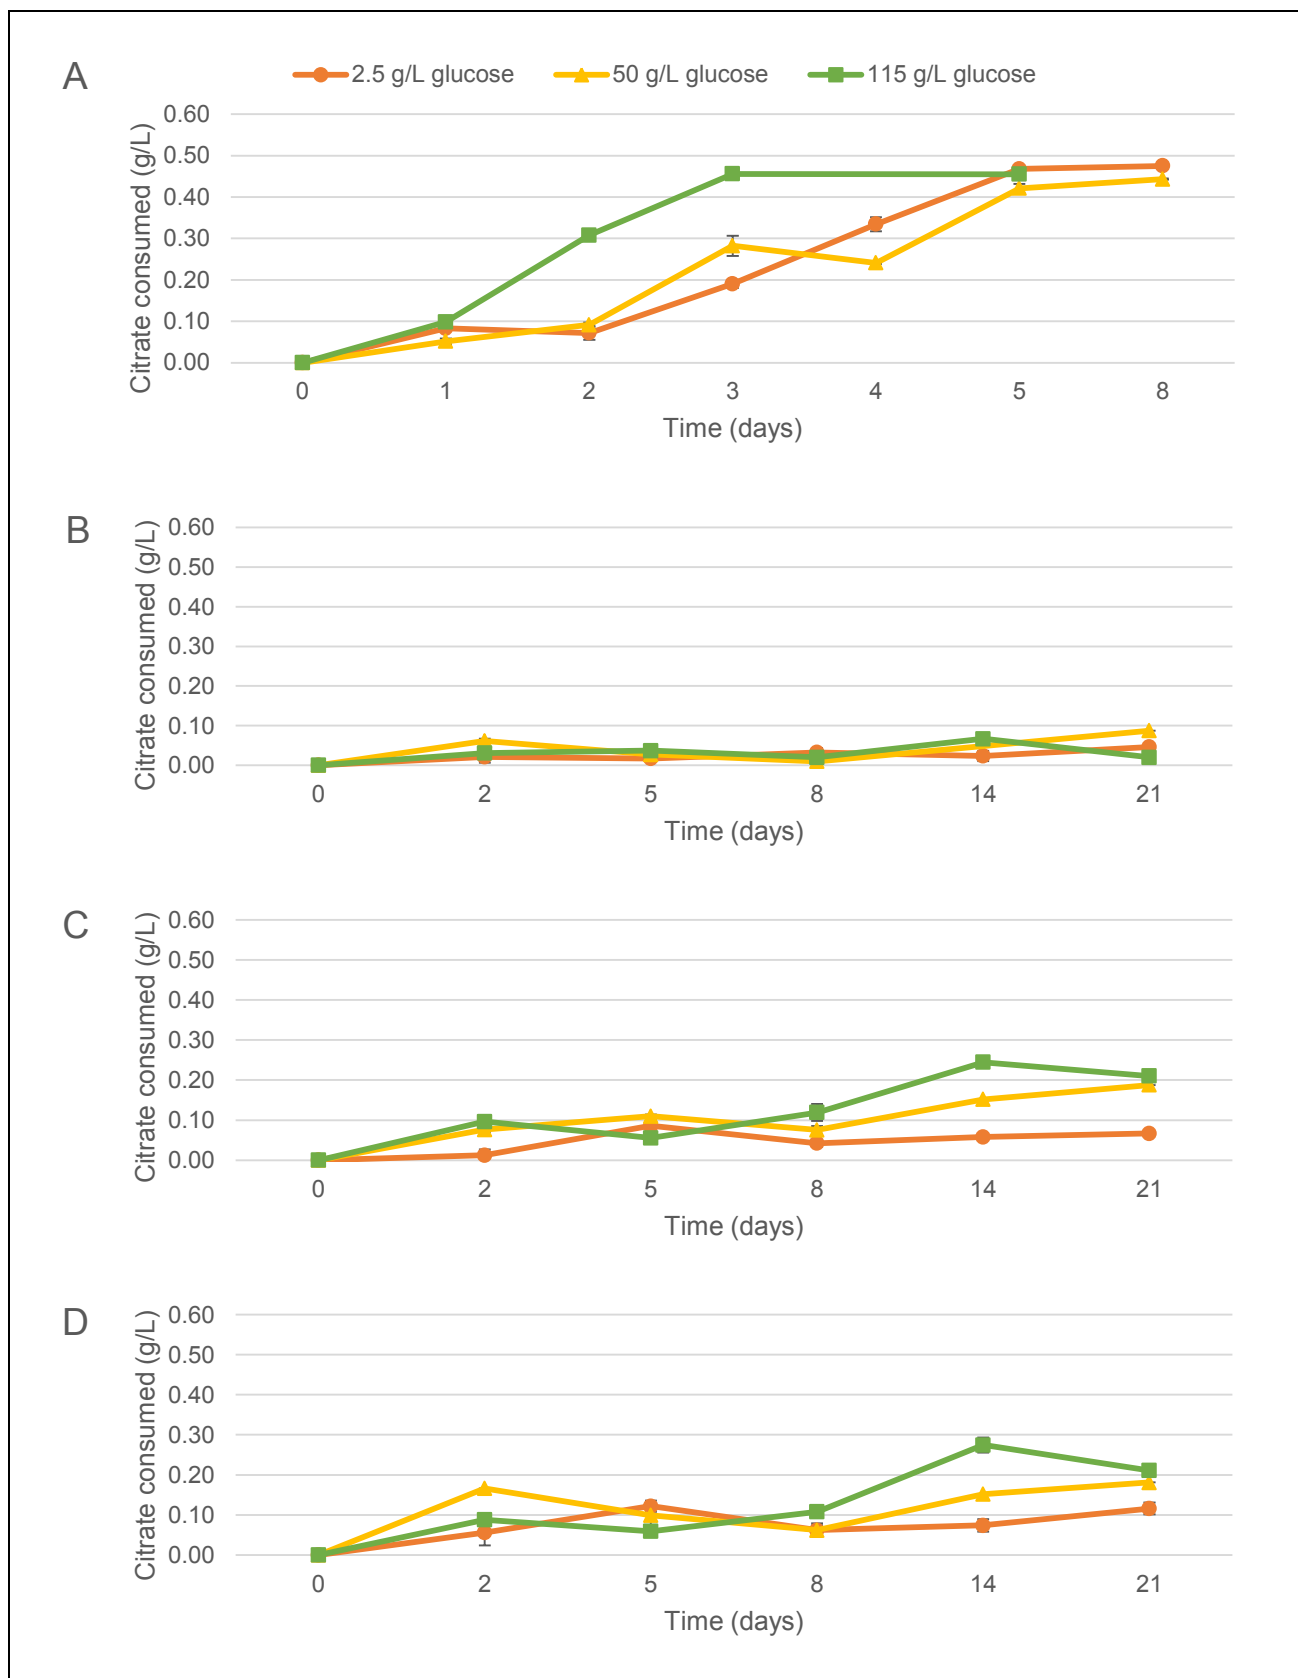 A
2.5 g/L glucose 50 g/L glucose 115 g/L glucose
Citrate consumed (g/L)
0.60
0.50
0.40
0.30
0.20
0.10
0.00
0 1 2 3 4 5 8
Time (days)
B
Citrate consumed (g/L)
0.60
0.50
0.40
0.30
0.20
0.10
0.00
0 2 5 8 14 21
Time (days)
C
Citrate consumed (g/L)
0.60
0.50
0.40
0.30
0.20
0.10
0.00
0 2 5 8 14 21
Time (days)
D
Citrate consumed (g/L)
0.60
0.50
0.40
0.30
0.20
0.10
0.00
0 2 5 8 14 21
Time (days)